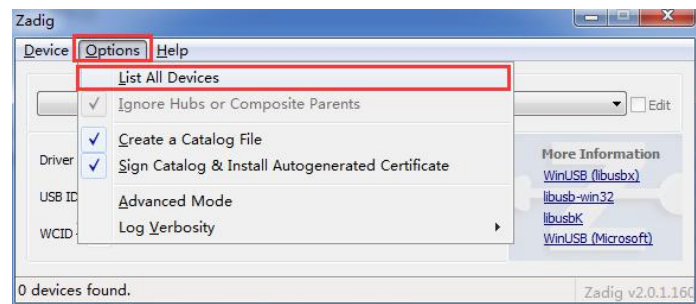 Zadig
Device Options Help
List All Devices
Ignore Hubs or Composite Parents
Edit
Create a Catalog File
Sign Catalog & Install Autogenerated Certificate
Advanced Mode
Log Verbosity
Driver
USB ID
WCID
More Information
WinUSB (libusbx)
libusb-win32
libusbK
WinUSB (Microsoft)
0 devices found.
Zadig v2.0.1.160